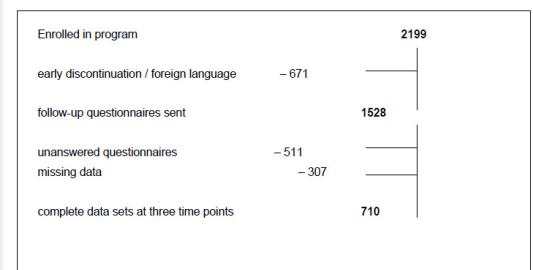 Enrolled in program 2199
early discontinuation / foreign language – 671
follow-up questionnaires sent 1528
unanswered questionnaires – 511
missing data – 307
complete data sets at three time points 710